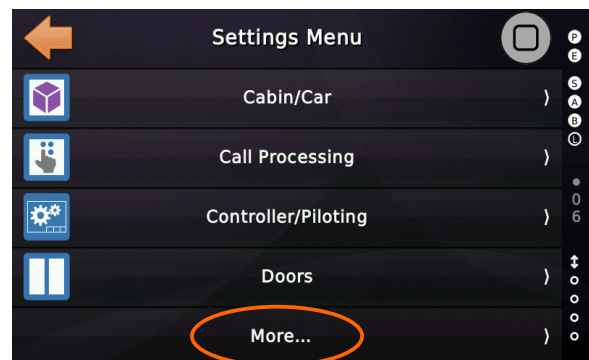 Settings Menu
P
E
Cabin/Car
S
A
B
L
Call Processing
Controller/Piloting
0
6
Doors
More...